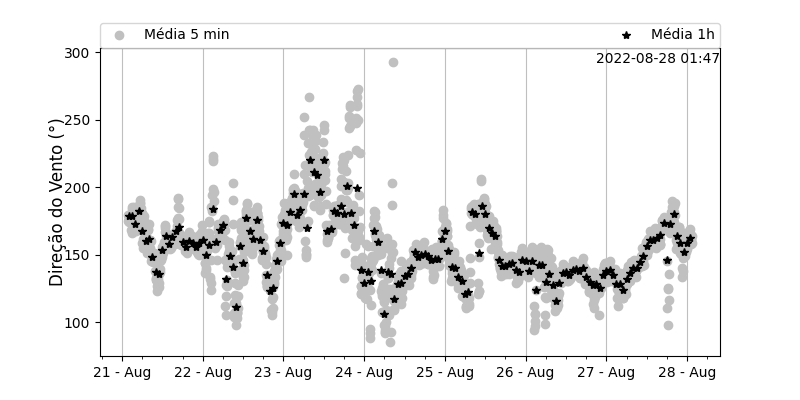 Média 5 min
Média 1h
2022-08-28 01:47
Direção do Vento (°)
300
250
200
150
100
21 - Aug
22 - Aug
23 - Aug
24 - Aug
25 - Aug
26 - Aug
27 - Aug
28 - Aug